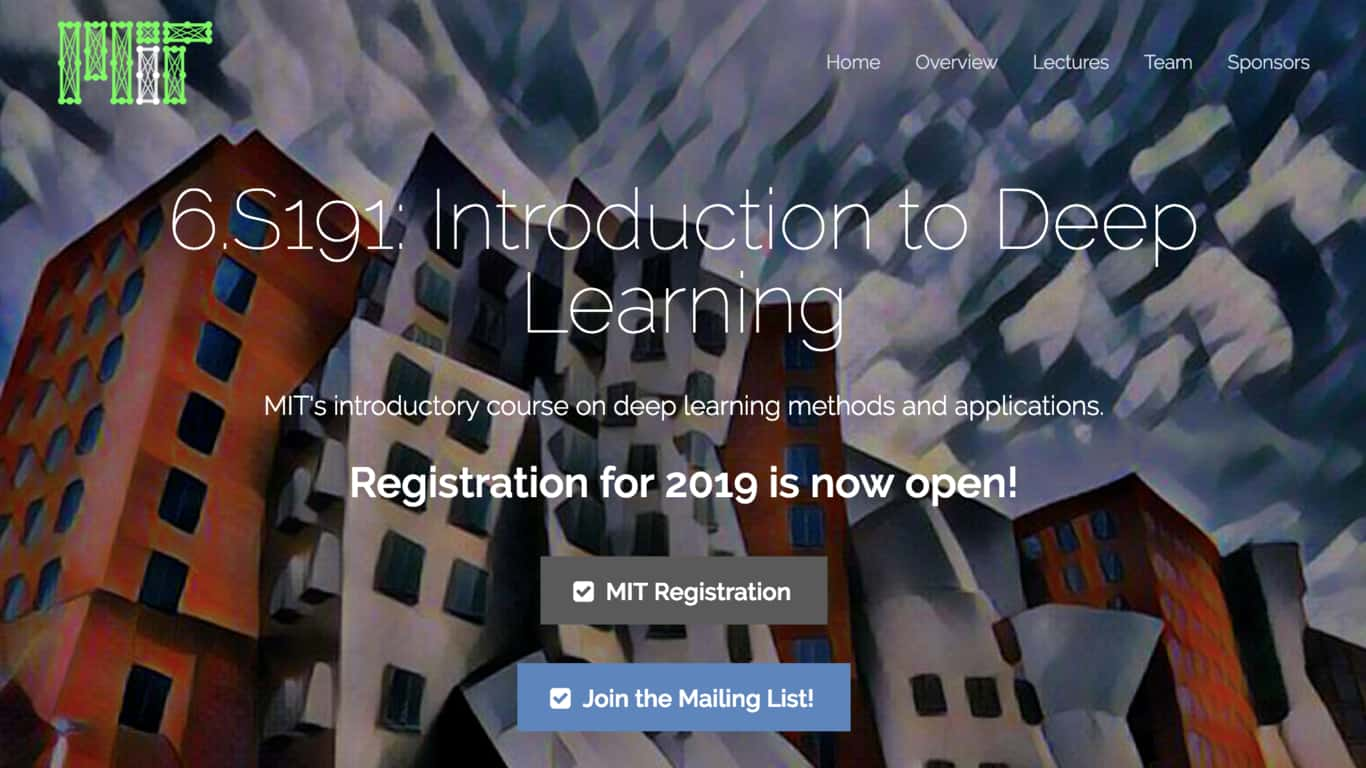 MIT
Home
Overview
Lectures
Team
Sponsors
6.S191: Introduction to Deep
Learning
MIT's introductory course on deep learning methods and applications.
Registration for 2019 is now open!
MIT Registration
Join the Mailing List!